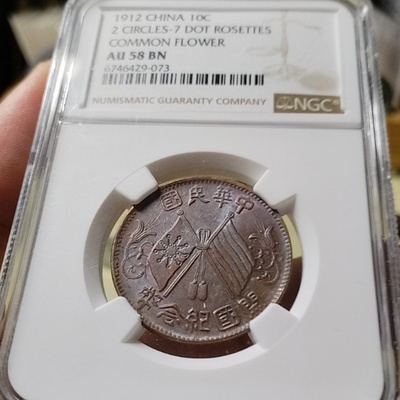 1912 CHINA 10C
2 CIRCLES-7 DOT ROSETTES
COMMON FLOWER
AU 58 BN
6746429-073
NUMISMATIC GUARANTY COMPANY
NGC
國民華中
幣念紀國開